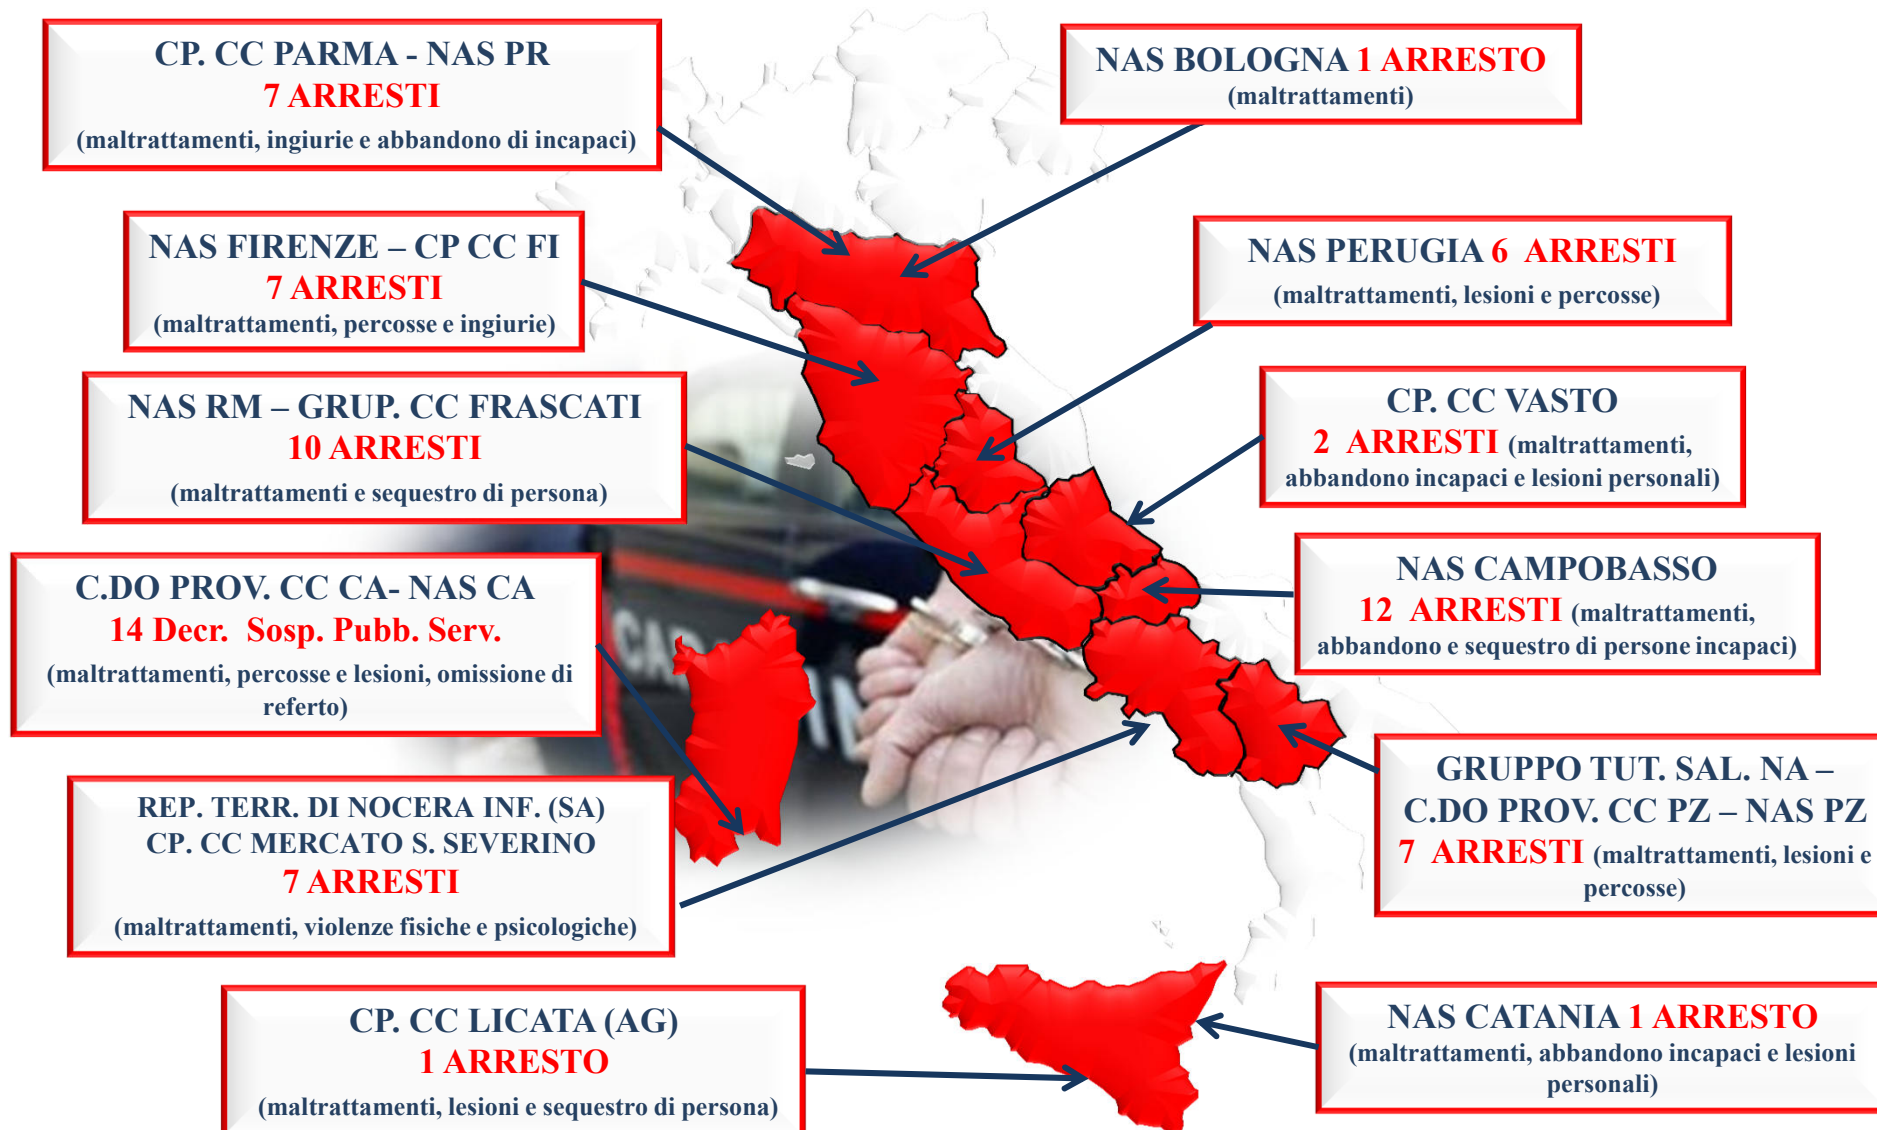 CP. CC PARMA - NAS PR
7 ARRESTI
(maltrattamenti, ingiurie e abbandono di incapaci)
NAS BOLOGNA 1 ARRESTO
(maltrattamenti)
NAS FIRENZE – CP CC FI
7 ARRESTI
(maltrattamenti, percosse e ingiurie)
NAS PERUGIA 6 ARRESTI
(maltrattamenti, lesioni e percosse)
NAS RM – GRUP. CC FRASCATI
10 ARRESTI
(maltrattamenti e sequestro di persona)
CP. CC VASTO
2 ARRESTI (maltrattamenti,
abbandono incapaci e lesioni personali)
C.DO PROV. CC CA- NAS CA
14 Decr. Sosp. Pubb. Serv.
(maltrattamenti, percosse e lesioni, omissione di
referto)
NAS CAMPOBASSO
12 ARRESTI (maltrattamenti,
abbandono e sequestro di persone incapaci)
REP. TERR. DI NOCERA INF. (SA)
CP. CC MERCATO S. SEVERINO
7 ARRESTI
(maltrattamenti, violenze fisiche e psicologiche)
GRUPPO TUT. SAL. NA –
C.DO PROV. CC PZ – NAS PZ
7 ARRESTI (maltrattamenti, lesioni e
percosse)
CP. CC LICATA (AG)
1 ARRESTO
(maltrattamenti, lesioni e sequestro di persona)
NAS CATANIA 1 ARRESTO
(maltrattamenti, abbandono incapaci e lesioni
personali)